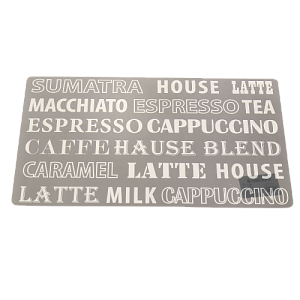 SUMATRA HOUSE LATTE
MACCHIATO ESPRESSO TEA
ESPRESSO CAPPUCCINO
CAFFE HAUSE BLEND
CARAMEL LATTE HOUSE
LATTE MILK CAPPUCCINO